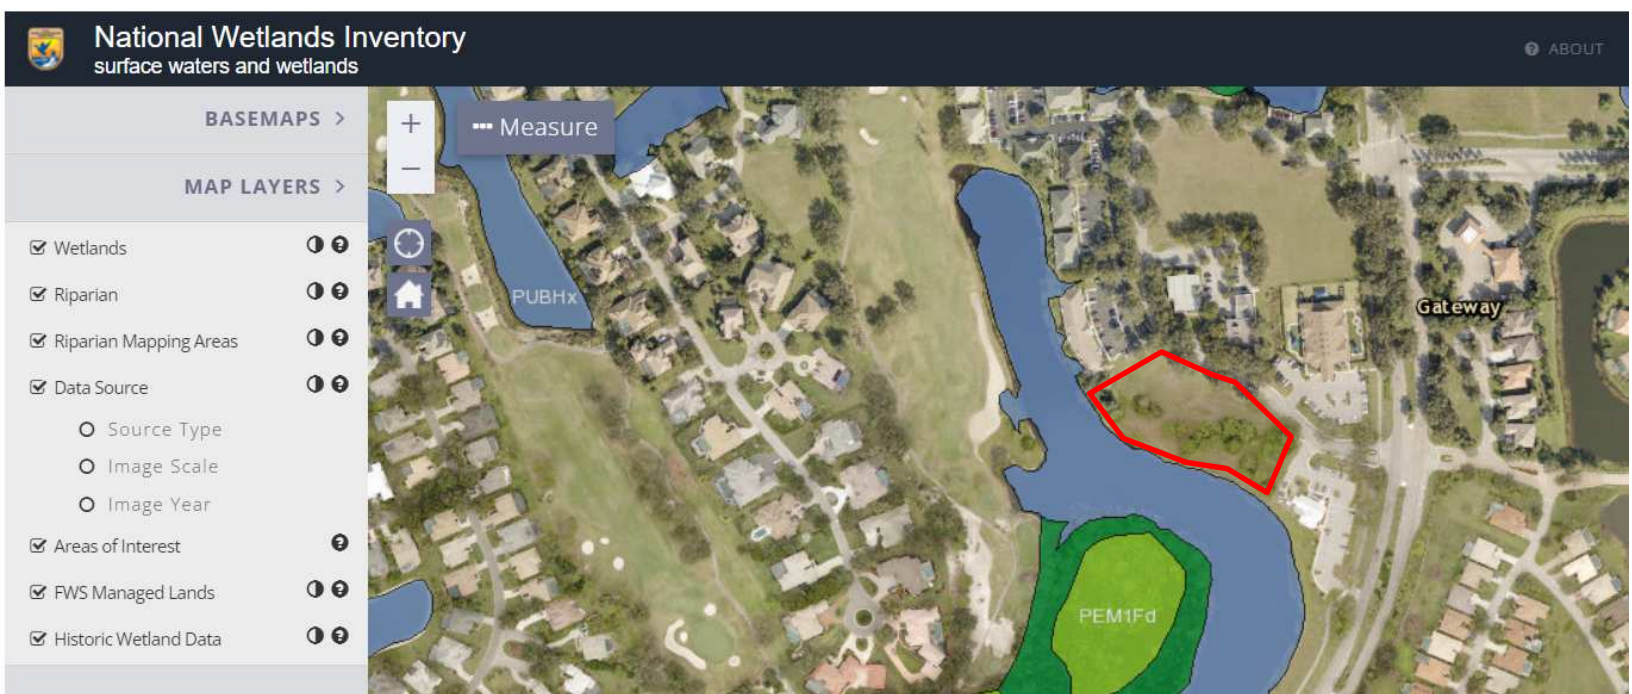 National Wetlands Inventory
surface waters and wetlands
ABOUT
BASEMAPS >
MAP LAYERS >
Wetlands
Riparian
Riparian Mapping Areas
Data Source
Source Type
Image Scale
Image Year
Areas of Interest
FWS Managed Lands
Historic Wetland Data
+
Measure
−
PUBHx
Gateway
PEM1Fd